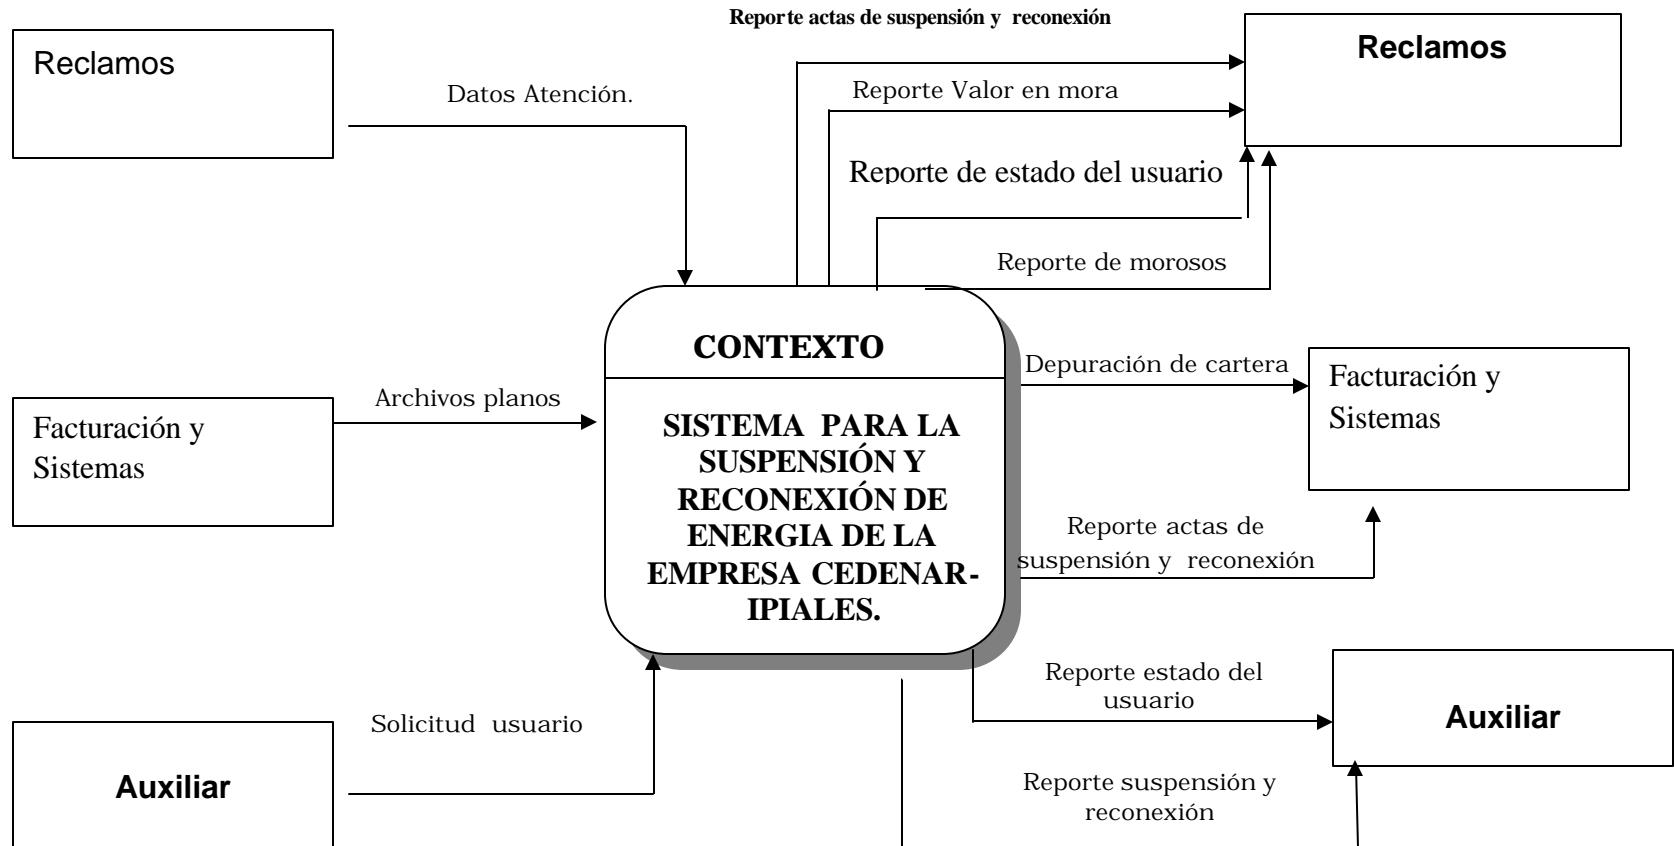 Reporte actas de suspensión y reconexión
Reclamos
Reclamos
Datos Atención.
Reporte Valor en mora
Reporte de estado del usuario
Reporte de morosos
CONTEXTO
Depuración de cartera
Facturación y
Sistemas
Archivos planos
Facturación y
Sistemas
SISTEMA PARA LA
SUSPENSIÓN Y
RECONEXIÓN DE
ENERGIA DE LA
EMPRESA CEDENAR-
IPIALES.
Reporte actas de
suspensión y reconexión
Reporte estado del
usuario
Auxiliar
Solicitud usuario
Auxiliar
Reporte suspensión y
reconexión